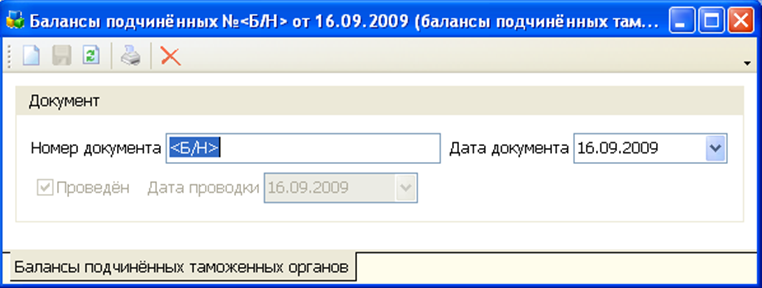 Балансы подчинённых №<Б/Н> от 16.09.2009 (балансы подчинённых там...
Документ
Номер документа <Б/Н> Дата документа 16.09.2009
Проведён Дата проводки 16.09.2009
Балансы подчинённых таможенных органов